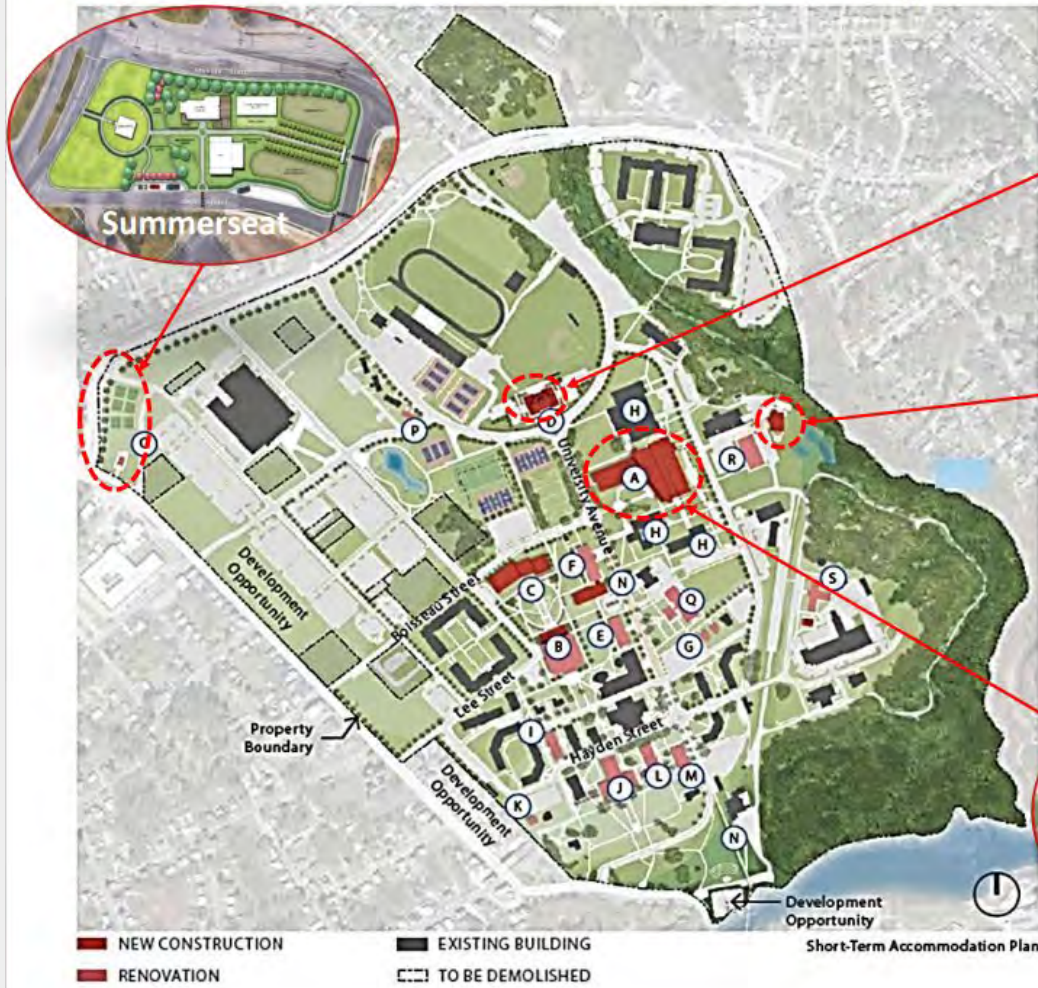 Summerseat
D
P
H
A
R
O
University Avenue
H
H
F
N
C
S
Boisseau Street
Q
E
G
B
Development
Opportunity
Lee Street
Property
Boundary
I
Hayden Street
M
L
J
K
Development
Opportunity
N
Development
Opportunity
Short-Term Accommodation Plan
NEW CONSTRUCTION
EXISTING BUILDING
RENOVATION
TO BE DEMOLISHED